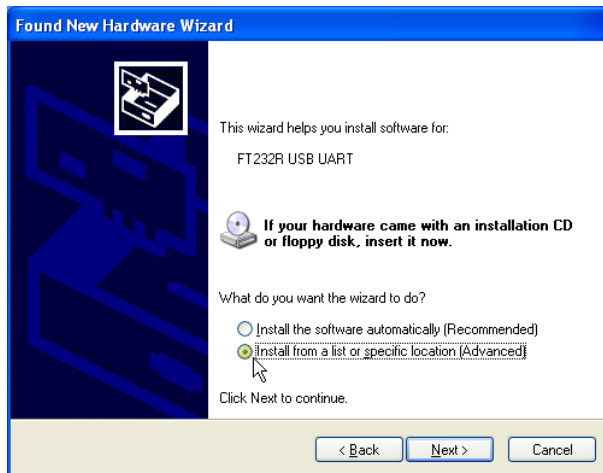 Found New Hardware Wizard
This wizard helps you install software for:
FT232R USB UART
If your hardware came with an installation CD
or floppy disk, insert it now.
What do you want the wizard to do?
Install the software automatically (Recommended)
Install from a list or specific location (Advanced)
Click Next to continue.
< Back
Next >
Cancel